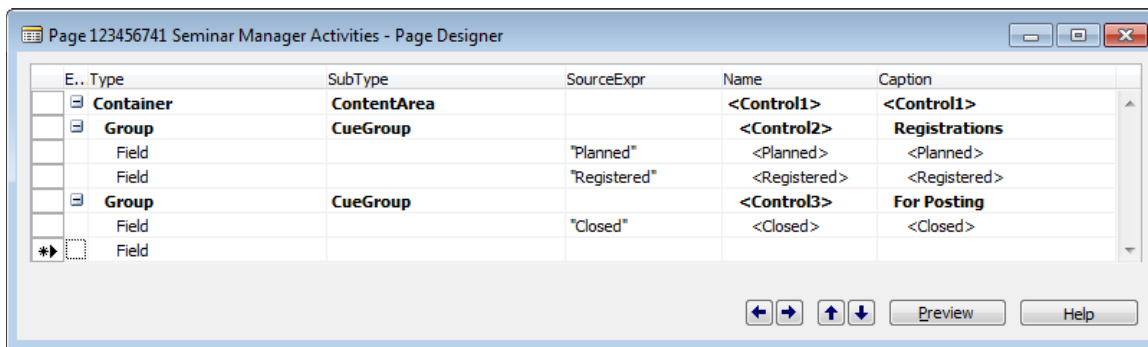 Page 123456741 Seminar Manager Activities - Page Designer
E.. Type SubType SourceExpr Name Caption
Container ContentArea <Control1> <Control1>
Group CueGroup <Control2> Registrations
Field "Planned" <Planned> <Planned>
Field "Registered" <Registered> <Registered>
Group CueGroup <Control3> For Posting
Field "Closed" <Closed> <Closed>
Field
Preview Help